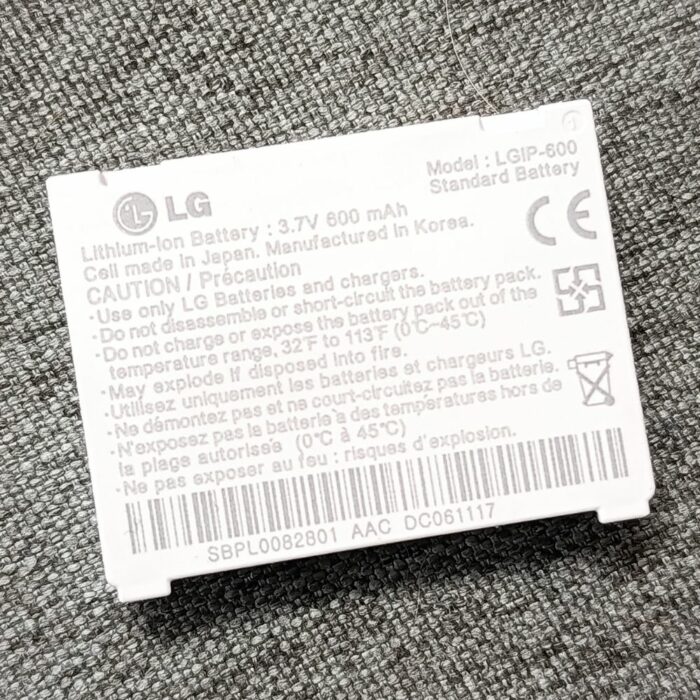 Model : LGIP-600
Standard Battery
LG
Lithium-Ion Battery : 3.7V 600 mAh
Cell made in Japan. Manufactured in Korea.
CAUTION / Précaution
·Use only LG Batteries and chargers.
·Do not disassemble or short-circuit the battery pack.
·Do not charge or expose the battery pack out of the
temperature range, 32°F to 113°F (0°C~45°C)
·May explode if disposed into fire.
·Utilisez uniquement les batteries et chargeurs LG.
·Ne démontez pas et ne court-circuitez pas la batterie.
·N'exposez pas la batterie à des températures hors de
la plage autorisée (0°C à 45°C)
·Ne pas exposer au feu : risques d'explosion.
CE
SBPL0082801 AAC DC061117